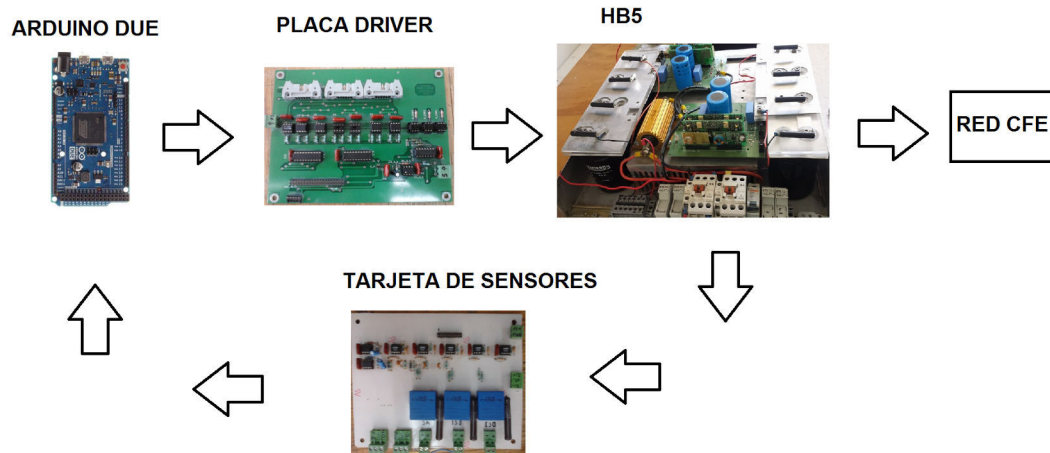 ARDUINO DUE
PLACA DRIVER
HB5
RED CFE
TARJETA DE SENSORES